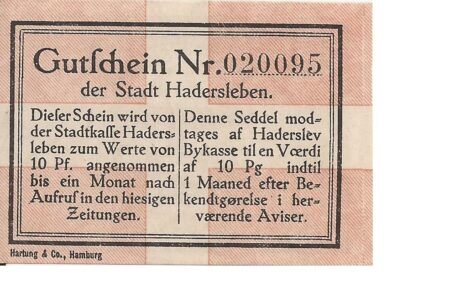 Gutschein Nr. 020095
der Stadt Hadersleben.
Dieser Schein wird von
der Stadtkasse Haders-
leben zum Werte von
10 Pf. angenommen
bis ein Monat nach
Aufruf in den hiesigen
Zeitungen.
Denne Seddel mod-
tages af Haderslev
Bykasse til en Værdi
af 10 Pg indtil
1 Maaned efter Be-
kendtgørelse i her-
værende Aviser.
Hartung & Co., Hamburg